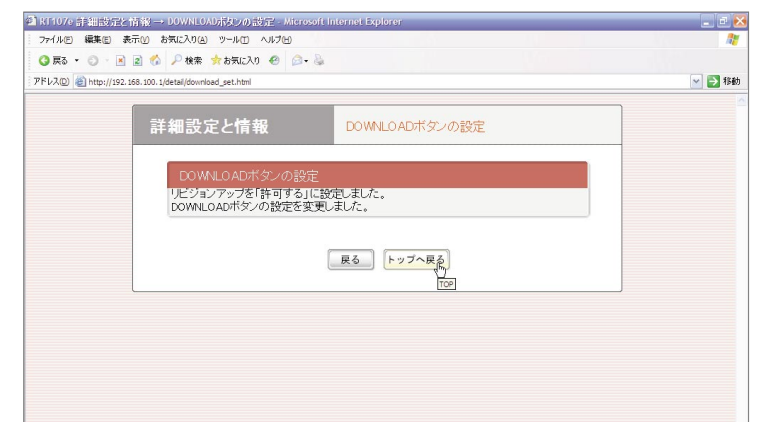 RT107e 詳細設定と情報 → DOWNLOADボタンの設定 - Microsoft Internet Explorer
ファイル(F) 編集(E) 表示(V) お気に入り(A) ツール(T) ヘルプ(H)
戻る 検索 お気に入り
アドレス(D) http://192.168.100.1/detail/download_set.html 移動
詳細設定と情報 DOWNLOADボタンの設定
DOWNLOADボタンの設定
リビジョンアップを「許可する」に設定しました。
DOWNLOADボタンの設定を変更しました。
戻る トップへ戻る
TOP